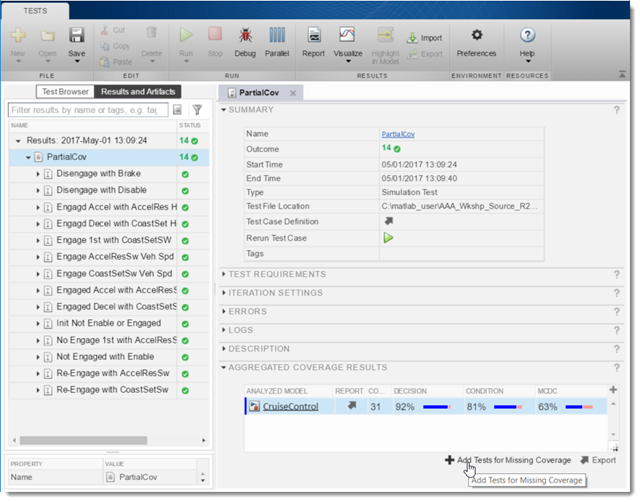 TESTS
New
Open
Save
Cut
Copy
Paste
Delete
Run
Stop
Debug
Parallel
Report
Visualize
Highlight
in Model
Import
Export
Preferences
Help
FILE
EDIT
RUN
RESULTS
ENVIRONMENT
RESOURCES
Test Browser
Results and Artifacts
Filter results by name or tags, e.g. tag
NAME STATUS
Results: 2017-May-01 13:09:24 14
PartialCov 14
Disengage with Brake
Disengage with Disable
Engagd Accel with AccelRes H
Engagd Decel with CoastSet H
Engage 1st with CoastSetSW
Engage AccelResSw Veh Spd
Engage CoastSetSw Veh Spd
Engaged Accel with AccelResS
Engaged Decel with CoastSetS
Init Not Enable or Engaged
No Engage 1st with AccelResS
Not Engaged with Enable
Re-Engage with AccelResSw
Re-Engage with CoastSetSw
PROPERTY VALUE
Name PartialCov
PartialCov
SUMMARY ?
Name PartialCov
Outcome 14
Start Time 05/01/2017 13:09:24
End Time 05/01/2017 13:09:40
Type Simulation Test
Test File Location C:\matlab_user\AAA_Wkshp_Source_R2...
Test Case Definition
Rerun Test Case
Tags
TEST REQUIREMENTS ?
ITERATION SETTINGS ?
ERRORS ?
LOGS ?
DESCRIPTION ?
AGGREGATED COVERAGE RESULTS ?
ANALYZED MODEL REPORT CO... DECISION CONDITION MCDC
CruiseControl 31 92% 81% 63%
Add Tests for Missing Coverage Export
Add Tests for Missing Coverage